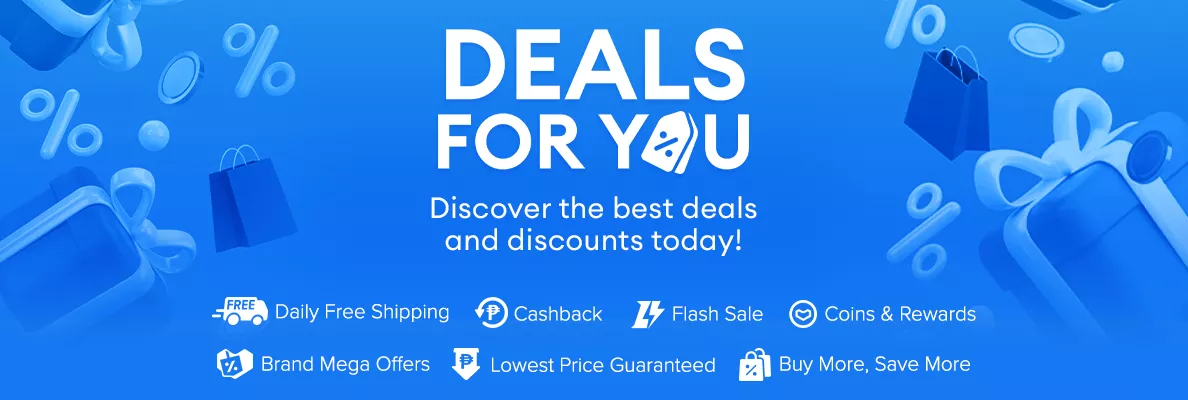 DEALS
FOR YOU
Discover the best deals
and discounts today!
FREE Daily Free Shipping
₱ Cashback
Flash Sale
Coins & Rewards
% Brand Mega Offers
₱ Lowest Price Guaranteed
% Buy More, Save More